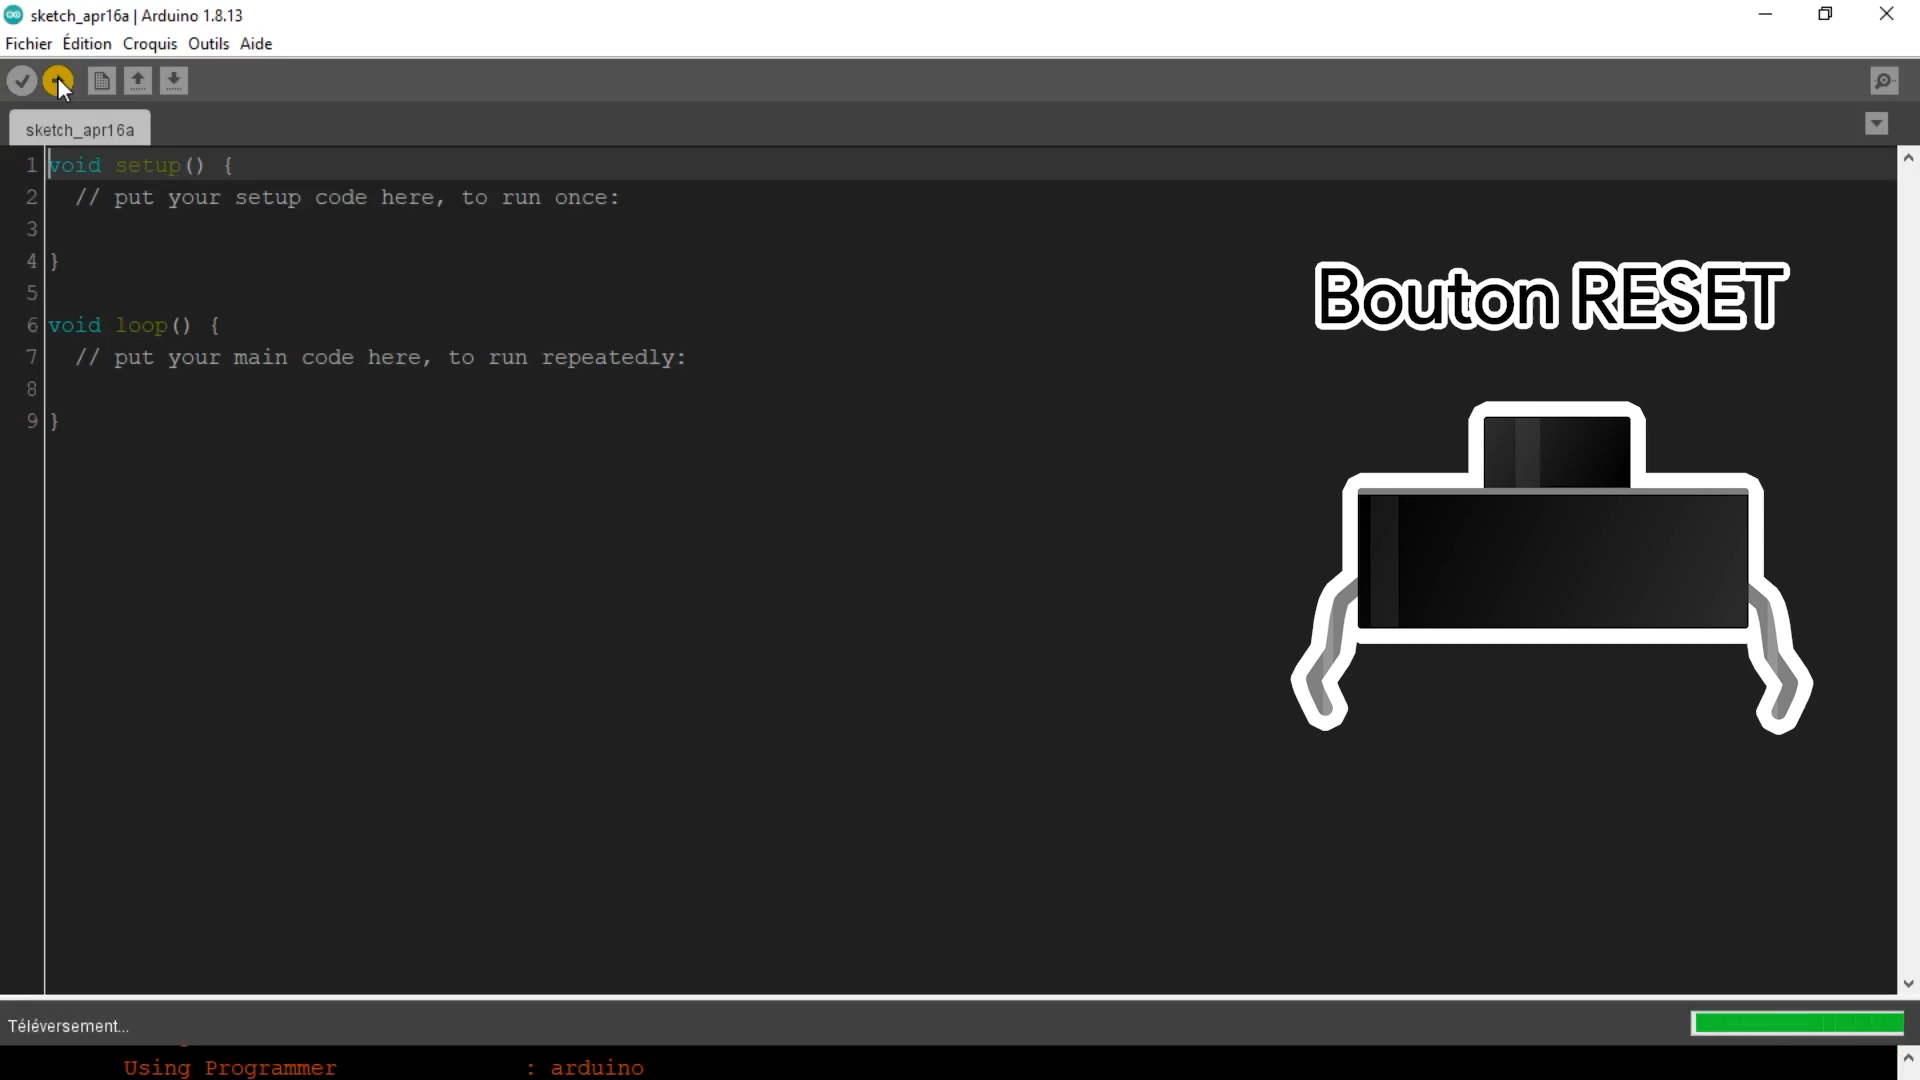 sketch_apr16a | Arduino 1.8.13
Fichier Édition Croquis Outils Aide
sketch_apr16a
1 void setup() {
2 // put your setup code here, to run once:
3
4 }
5
6 void loop() {
7 // put your main code here, to run repeatedly:
8
9 }
Bouton RESET
Téléversement...
Using Programmer : arduino